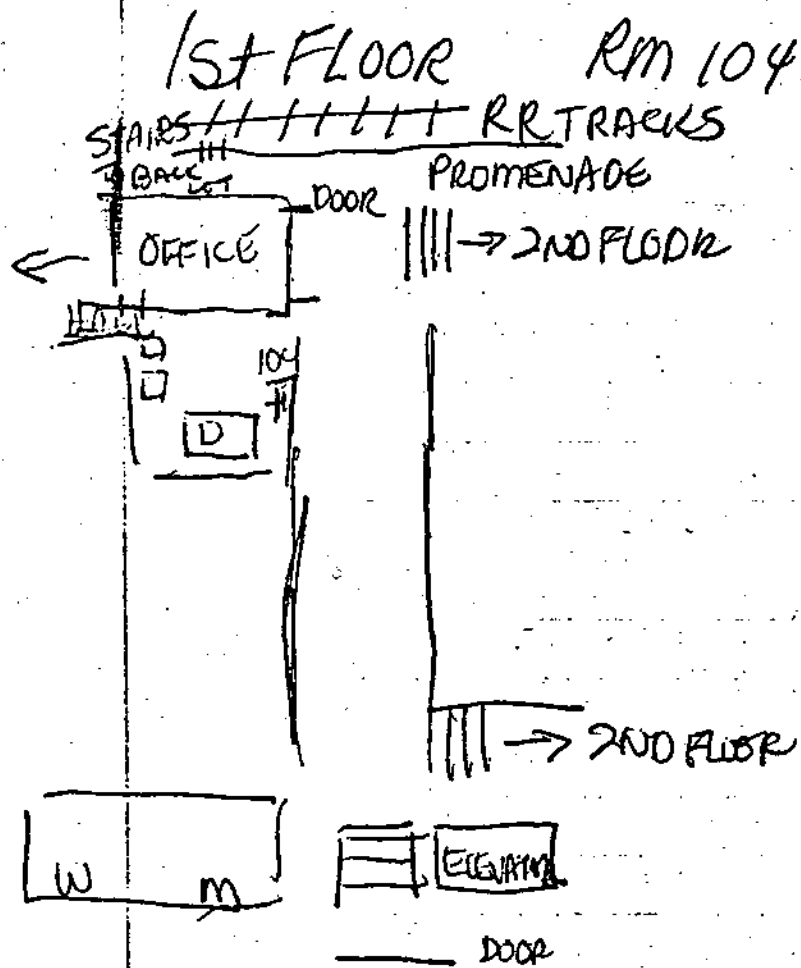 1st FLOOR RM 104
STAIRS RR TRACKS
TO BACK LOT PROMENADE
DOOR
OFFICE → 2ND FLOOR
104
D
→ 2ND FLOOR
W M ELEVATOR
DOOR